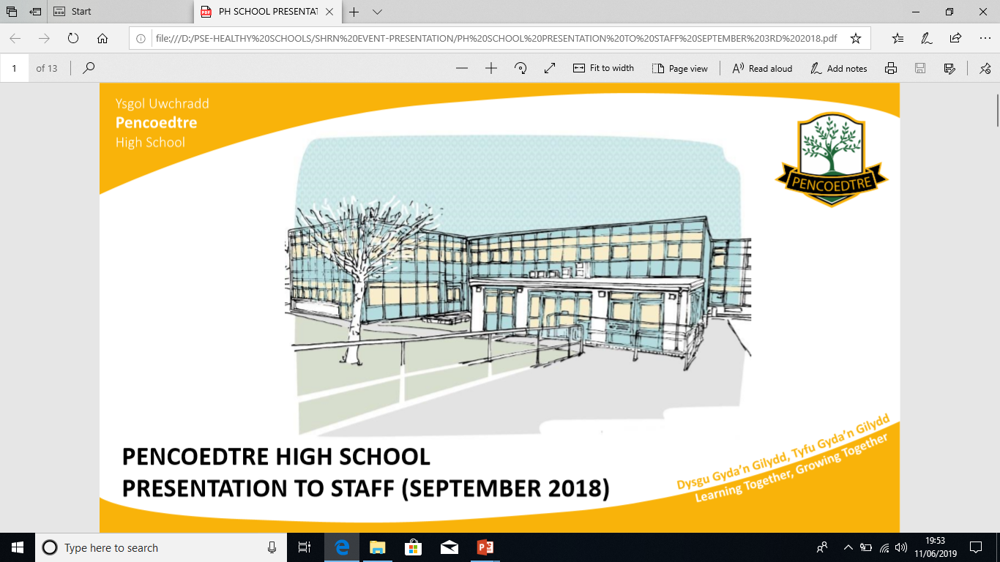 Start
PH SCHOOL PRESENTAT
file:///D:/PSE-HEALTHY%20SCHOOLS/SHRN%20EVENT-PRESENTATION/PH%20SCHOOL%20PRESENTATION%20TO%20STAFF%20SEPTEMBER%203RD%202018.pdf
1 of 13
Fit to width
Page view
Read aloud
Add notes
Ysgol Uwchradd
Pencoedtre
High School
PENCOEDTRE
PENCOEDTRE HIGH SCHOOL
PRESENTATION TO STAFF (SEPTEMBER 2018)
Dysgu Gyda'n Gilydd, Tyfu Gyda'n Gilydd
Learning Together, Growing Together
Type here to search
19:53
11/06/2019